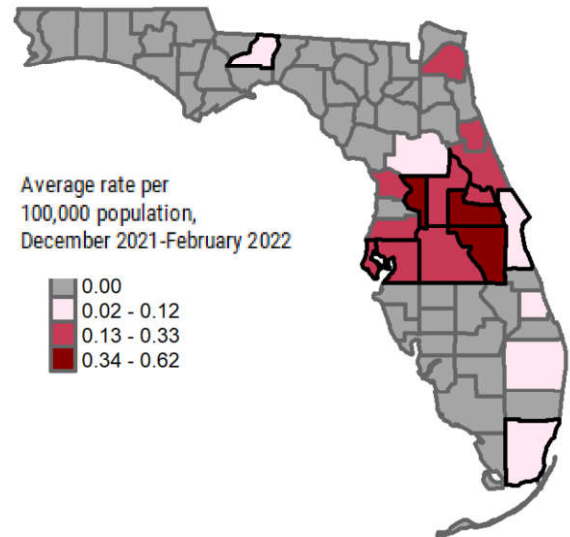 Average rate per
100,000 population,
December 2021-February 2022
0.00
0.02 - 0.12
0.13 - 0.33
0.34 - 0.62